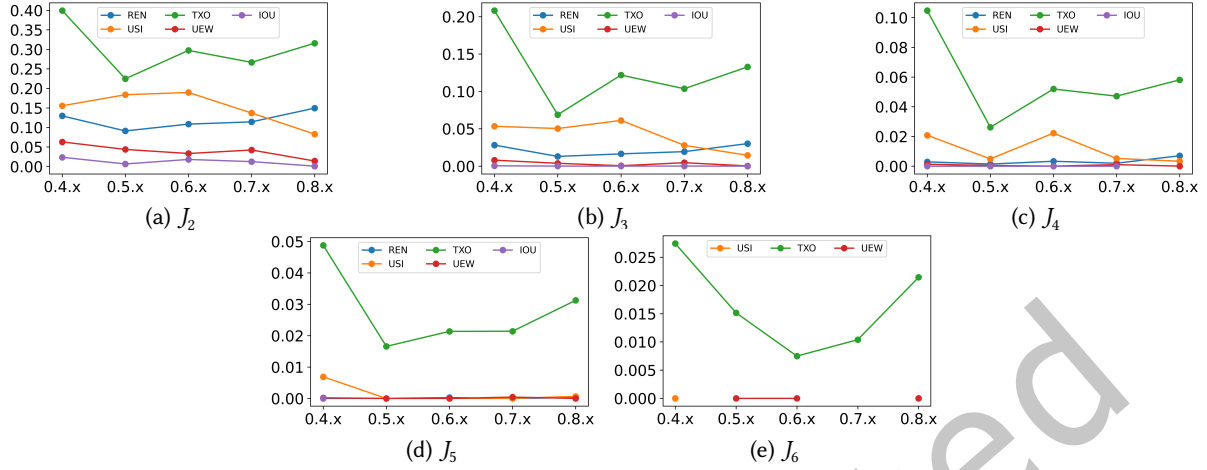 REN TXO IOU
USI UEW
0.40
0.35
0.30
0.25
0.20
0.15
0.10
0.05
0.00
0.4.x 0.5.x 0.6.x 0.7.x 0.8.x
(a) J2
REN TXO IOU
USI UEW
0.20
0.15
0.10
0.05
0.00
0.4.x 0.5.x 0.6.x 0.7.x 0.8.x
(b) J3
REN TXO IOU
USI UEW
0.10
0.08
0.06
0.04
0.02
0.00
0.4.x 0.5.x 0.6.x 0.7.x 0.8.x
(c) J4
REN TXO IOU
USI UEW
0.05
0.04
0.03
0.02
0.01
0.00
0.4.x 0.5.x 0.6.x 0.7.x 0.8.x
(d) J5
USI TXO UEW
0.025
0.020
0.015
0.010
0.005
0.000
0.4.x 0.5.x 0.6.x 0.7.x 0.8.x
(e) J6